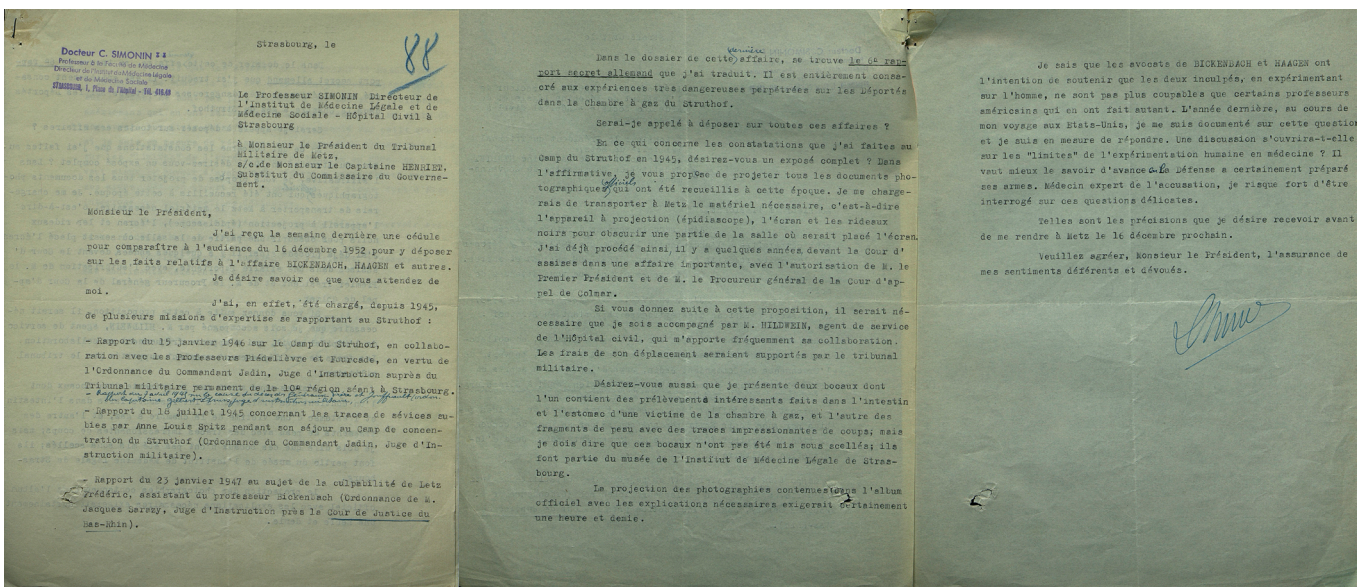 Docteur C. SIMONIN
Professeur à la Faculté de Médecine
Directeur de l'Institut de Médecine Légale
et de Médecine Sociale
STRASBOURG, 1, Place de l'Hôpital - Tél.
Strasbourg, le
88
Le Professeur SIMONIN Directeur de
l'Institut de Médecine Légale et de
Médecine Sociale - Hôpital Civil à
Strasbourg
à Monsieur le Président du Tribunal
Militaire de Metz,
s/c.de Monsieur le Capitaine HENRIET,
Substitut du Commissaire du Gouverne-
ment.
Monsieur le Président,
J'ai reçu la semaine dernière une cédule
pour comparaître à l'audience du 16 décembre 1952 pour y déposer
sur les faits relatifs à l'affaire BICKENBACH, HAAGEN et autres.
Je désire savoir ce que vous attendez de
moi.
J'ai, en effet, été chargé, depuis 1945,
de plusieurs missions d'expertise se rapportant au Struthof :
- Rapport du 15 janvier 1946 sur le Camp du Struhof, en collabo-
ration avec les Professeurs Piédelièvre et Fourcade, en vertu de
l'Ordonnance du Commandant Jadin, Juge d'Instruction suprès du
Tribunal militaire permanent de la 10e région séant à Strasbourg.
- Rapport du
- Rapport du 18 juillet 1945 concernant les traces de sévices su-
bies par Anne Louis Spitz pendant son séjour au Camp de concen-
tration du Struthof (Ordonnance du Commandant Jadin, Juge d'In-
struction militaire).
- Rapport du 23 janvier 1947 au sujet de la culpabilité de Letz
Frédéric, assistant du professeur Bickenbach (Ordonnance de M.
Jacques Sarazy, Juge d'Instruction près la Cour de Justice du
Bas-Rhin).
Dans le dossier de cette dernière affaire, se trouve le 6e rap-
port secret allemand que j'ai traduit. Il est entièrement consa-
cré aux expériences très dangereuses perpétrées sur les Déportés
dans la Chambre à gaz du Struthof.
Serai-je appelé à déposer sur toutes ces affaires ?
En ce qui concerne les constatations que j'ai faites au
Camp du Struthof en 1945, désirez-vous un exposé complet ? Dans
l'affirmative, je vous propose de projeter tous les documents pho-
tographiques officiels qui ont été recueillis à cette époque. Je me charge-
rais de transporter à Metz le matériel nécessaire, c'est-à-dire
l'appareil à projection (épidiascope), l'écran et les rideaux
noirs pour obscurir une partie de la salle où serait placé l'écran.
J'ai déjà procédé ainsi, il y a quelques années, devant la Cour d'
assises dans une affaire importante, avec l'autorisation de M. le
Premier Président et de M. le Procureur général de la Cour d'ap-
pel de Colmar.
Si vous donnez suite à cette proposition, il serait né-
cessaire que je sois accompagné par M. HILDWEIN, agent de service
de l'Hôpital civil, qui m'apporte fréquemment sa collaboration.
Les frais de son déplacement seraient supportés par le tribunal
militaire.
Désirez-vous aussi que je présente deux bocaux dont
l'un contient des prélèvements intéressants faits dans l'intestin
et l'estomac d'une victime de la chambre à gaz, et l'autre des
fragments de peau avec des traces impressionantes de coups; mais
je dois dire que ces bocaux n'ont pas été mis sous scellés; ils
font partie du musée de l'Institut de Médecine Légale de Stras-
bourg.
La projection des photographies contenues dans l'album
officiel avec les explications nécessaires exigerait certainement
une heure et demie.
Je sais que les avocats de BICKENBACH et HAAGEN ont
l'intention de soutenir que les deux inculpés, en expérimentant
sur l'homme, ne sont pas plus coupables que certains professeurs
américains qui en ont fait autant. L'année dernière, au cours de
mon voyage aux Etats-Unis, je me suis documenté sur cette question
et je suis en mesure de répondre. Une discussion s'ouvrira-t-elle
sur les "limites" de l'expérimentation humaine en médecine ? Il
vaut mieux le savoir d'avance la Défense a certainement préparé
ses armes. Médecin expert de l'accusation, je risque fort d'être
interrogé sur ces questions délicates.
Telles sont les précisions que je désire recevoir avant
de me rendre à Metz le 16 décembre prochain.
Veuillez agréer, Monsieur le Président, l'assurance de
mes sentiments déférents et dévoués.